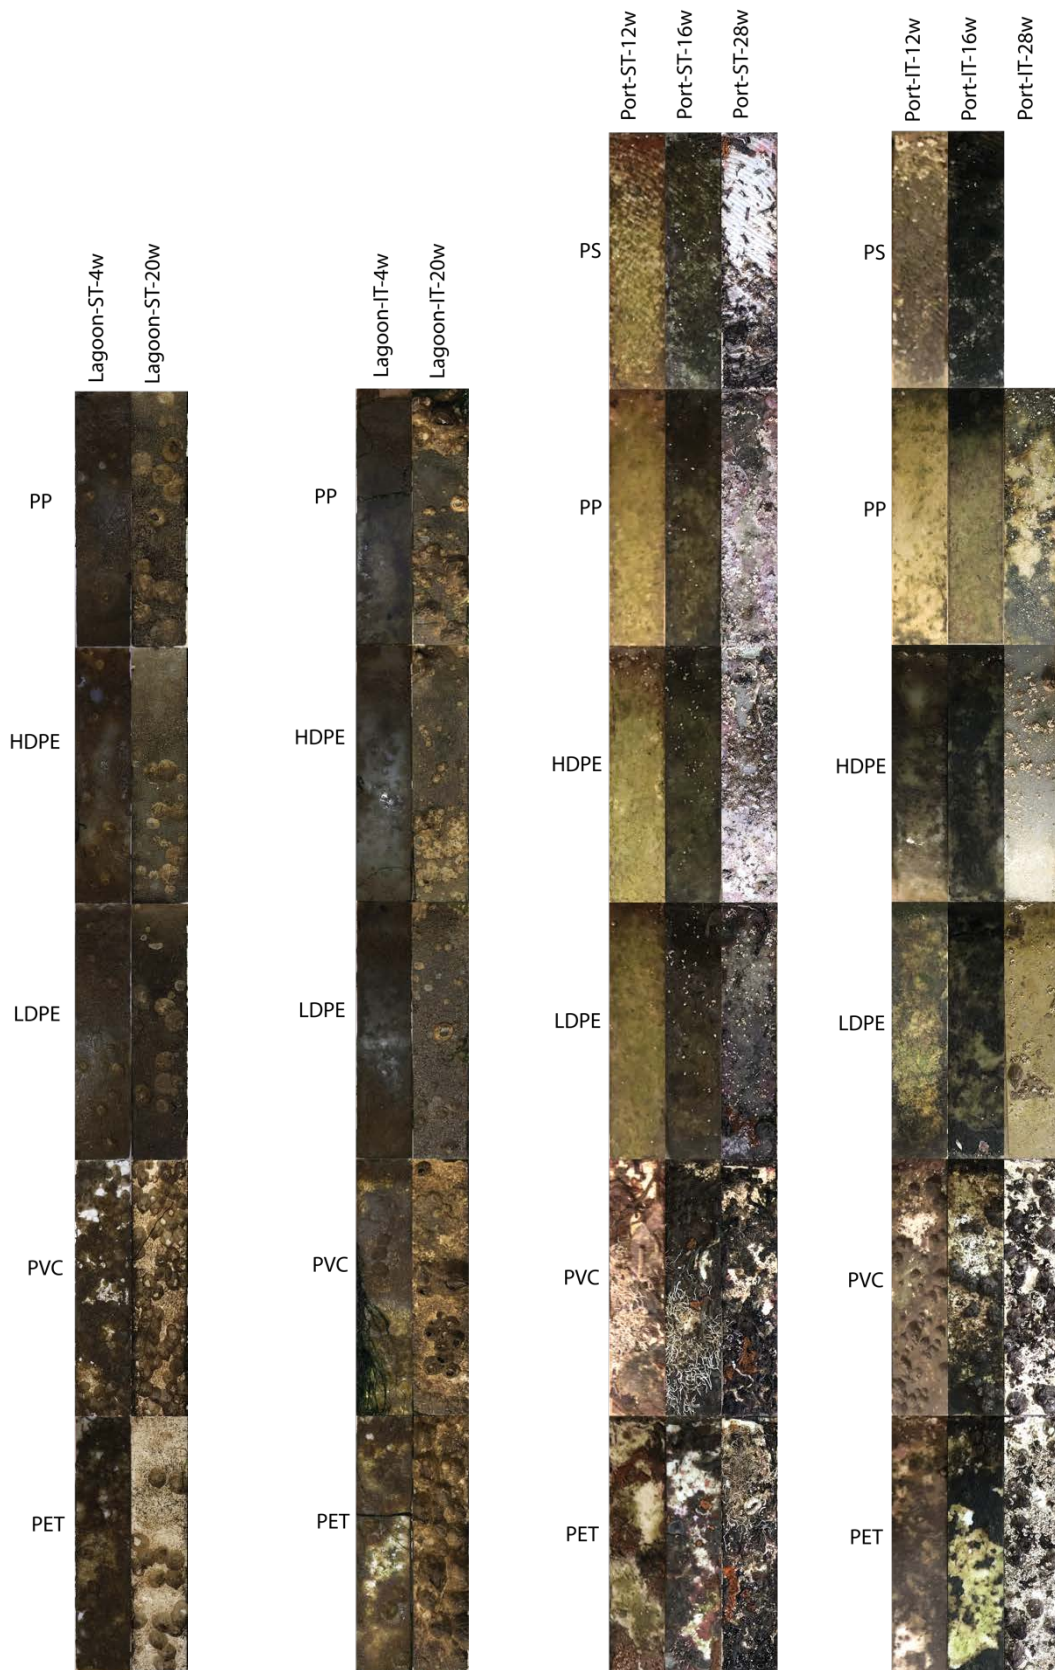 Lagoon-ST-4w
Lagoon-ST-20w
PP
HDPE
LDPE
PVC
PET
Lagoon-IT-4w
Lagoon-IT-20w
PP
HDPE
LDPE
PVC
PET
Port-ST-12w
Port-ST-16w
Port-ST-28w
PS
PP
HDPE
LDPE
PVC
PET
Port-IT-12w
Port-IT-16w
Port-IT-28w
PS
PP
HDPE
LDPE
PVC
PET